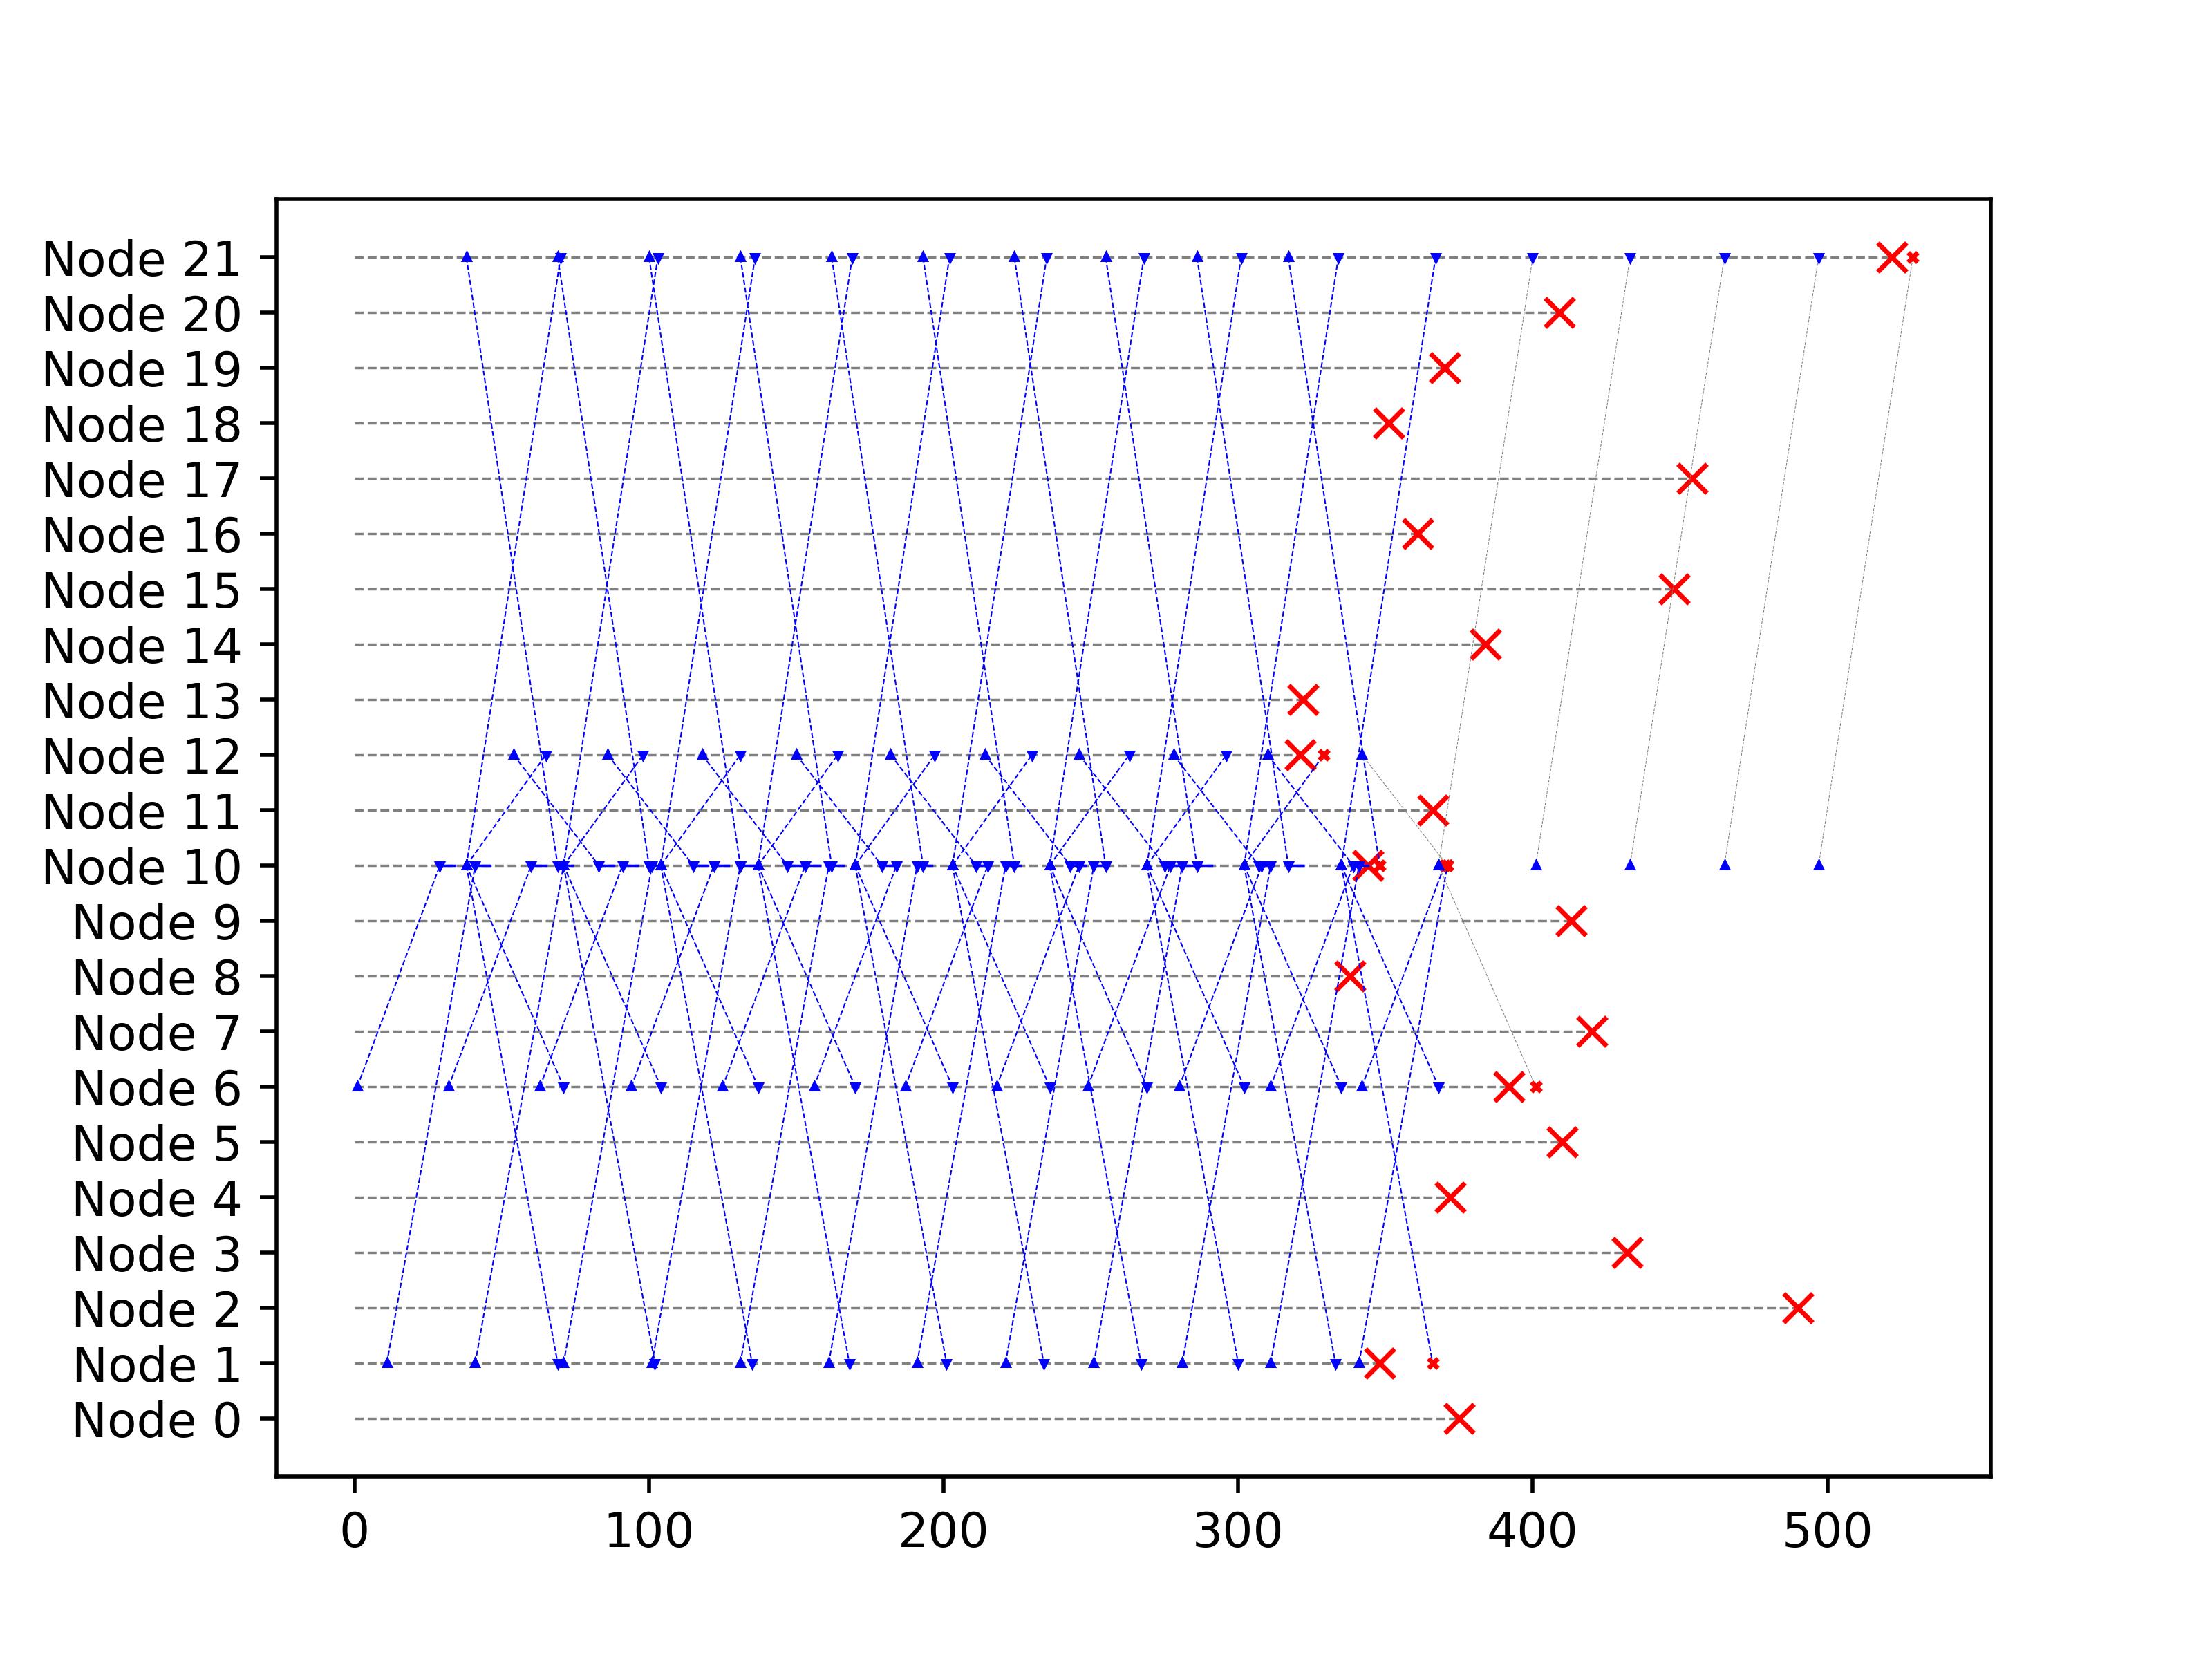 Node 21
Node 20
Node 19
Node 18
Node 17
Node 16
Node 15
Node 14
Node 13
Node 12
Node 11
Node 10
Node 9
Node 8
Node 7
Node 6
Node 5
Node 4
Node 3
Node 2
Node 1
Node 0
0 100 200 300 400 500